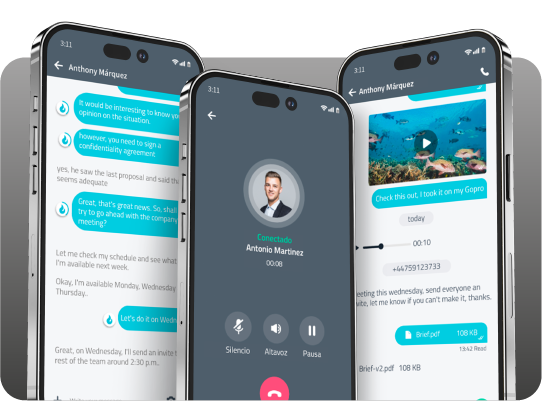 3:11
Anthony Márquez
It would be interesting to know
opinion on the situation.
however, you need to sign a
confidentiality agreement
yes, he saw the last proposal and said
seems adequate
Great, that's great news. So, shall
try to go ahead with the company
meeting?
Let me check my schedule and see what
I'm available next week.
Okay, I'm available Monday, Wednesday
Thursday..
Let's do it on
Great, on Wednesday, I'll send an invite
rest of the team around 2:30 p.m..
3:11
Conectado
Antonio Martinez
00:08
Silencio
Altavoz
Pausa
3:11
Anthony Márquez
Check this out, I took it on my Gopro
today
00:10
+44759123733
eeting this wednesday, send everyone an
vite, let me know if you can't make it, thanks.
Brief.pdf 108 KB
13:42 Read
Brief-v2.pdf 108 KB